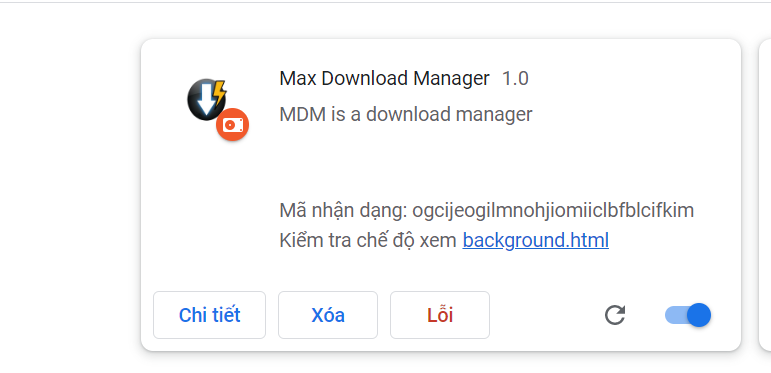 Max Download Manager 1.0
MDM is a download manager
Mã nhận dạng: ogcijeogilmnohjiomiiclbfblcifkim
Kiểm tra chế độ xem background.html
Chi tiết Xóa Lỗi